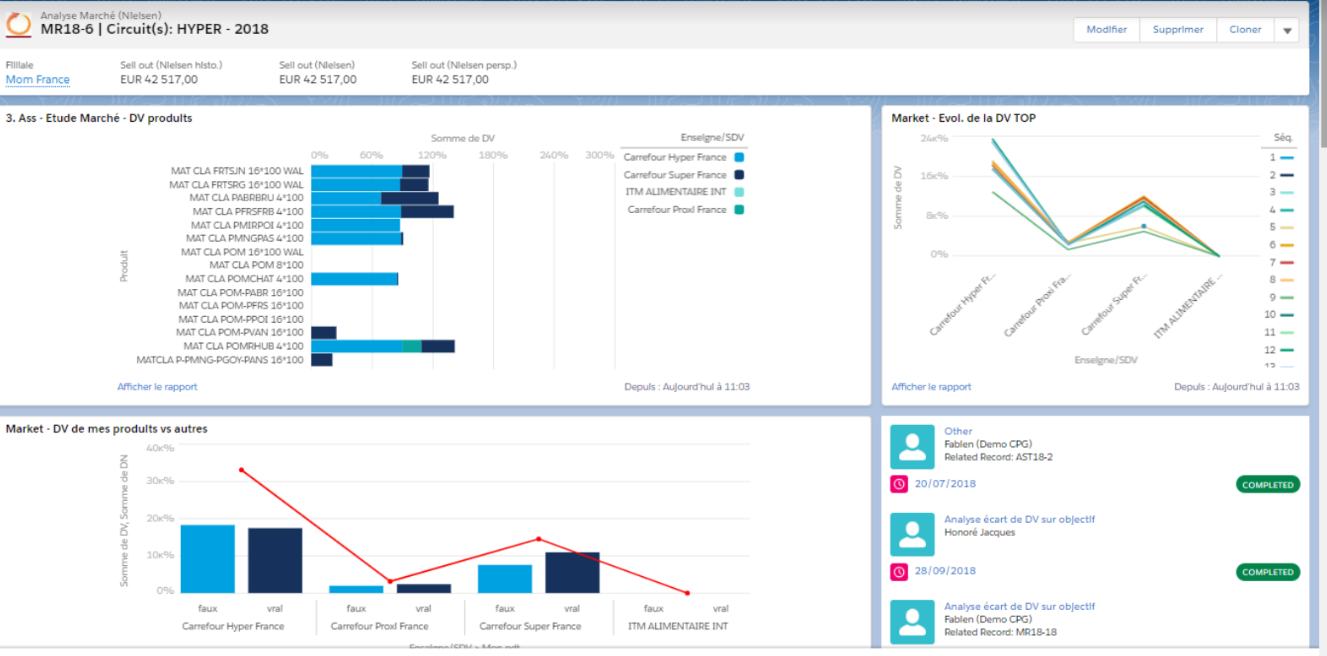 Analyse Marché (Nielsen)
MR18-6 | Circuit(s): HYPER - 2018
Modifier
Supprimer
Cloner
Filiale
Sell out (Nielsen histo.)
Sell out (Nielsen)
Sell out (Nielsen persp.)
Mom France
EUR 42 517,00
EUR 42 517,00
EUR 42 517,00
3. Ass - Etude Marché - DV produits
Somme de DV
0%
60%
120%
180%
240%
300%
Produit
MAT CLA FRTSJN 16*100 WAL
MAT CLA FRTSRG 16*100 WAL
MAT CLA PABRBRU 4*100
MAT CLA PFRSFRB 4*100
MAT CLA PMIRPOI 4*100
MAT CLA PMNGPAS 4*100
MAT CLA POM 16*100 WAL
MAT CLA POM 8*100
MAT CLA POMCHAT 4*100
MAT CLA POM-PABR 16*100
MAT CLA POM-PFRS 16*100
MAT CLA POM-PPOI 16*100
MAT CLA POM-PVAN 16*100
MAT CLA POMRHUB 4*100
MATCLA P-PMNG-PGOY-PANS 16*100
Enseigne/SDV
Carrefour Hyper France
Carrefour Super France
ITM ALIMENTAIRE INT
Carrefour Proxi France
Afficher le rapport
Depuis : Aujourd'hui à 11:03
Market - Evol. de la DV TOP
Somme de DV
24K%
16K%
8K%
0%
Carrefour Hyper Fr...
Carrefour Proxi Fra...
Carrefour Super Fr...
ITM ALIMENTAIRE ...
Enseigne/SDV
Séq.
1
2
3
4
5
6
7
8
9
10
11
12
13
Afficher le rapport
Depuis : Aujourd'hui à 11:03
Market - DV de mes produits vs autres
Somme de DV, Somme de DN
40K%
30K%
20K%
10K%
0%
faux
vrai
faux
vrai
faux
vrai
faux
vrai
Carrefour Hyper France
Carrefour Proxi France
Carrefour Super France
ITM ALIMENTAIRE INT
Enseigne/SDV > Mon pdt
Other
Fabien (Demo CPG)
Related Record: AST18-2
20/07/2018
COMPLETED
Analyse écart de DV sur objectif
Honoré Jacques
28/09/2018
COMPLETED
Analyse écart de DV sur objectif
Fabien (Demo CPG)
Related Record: MR18-18